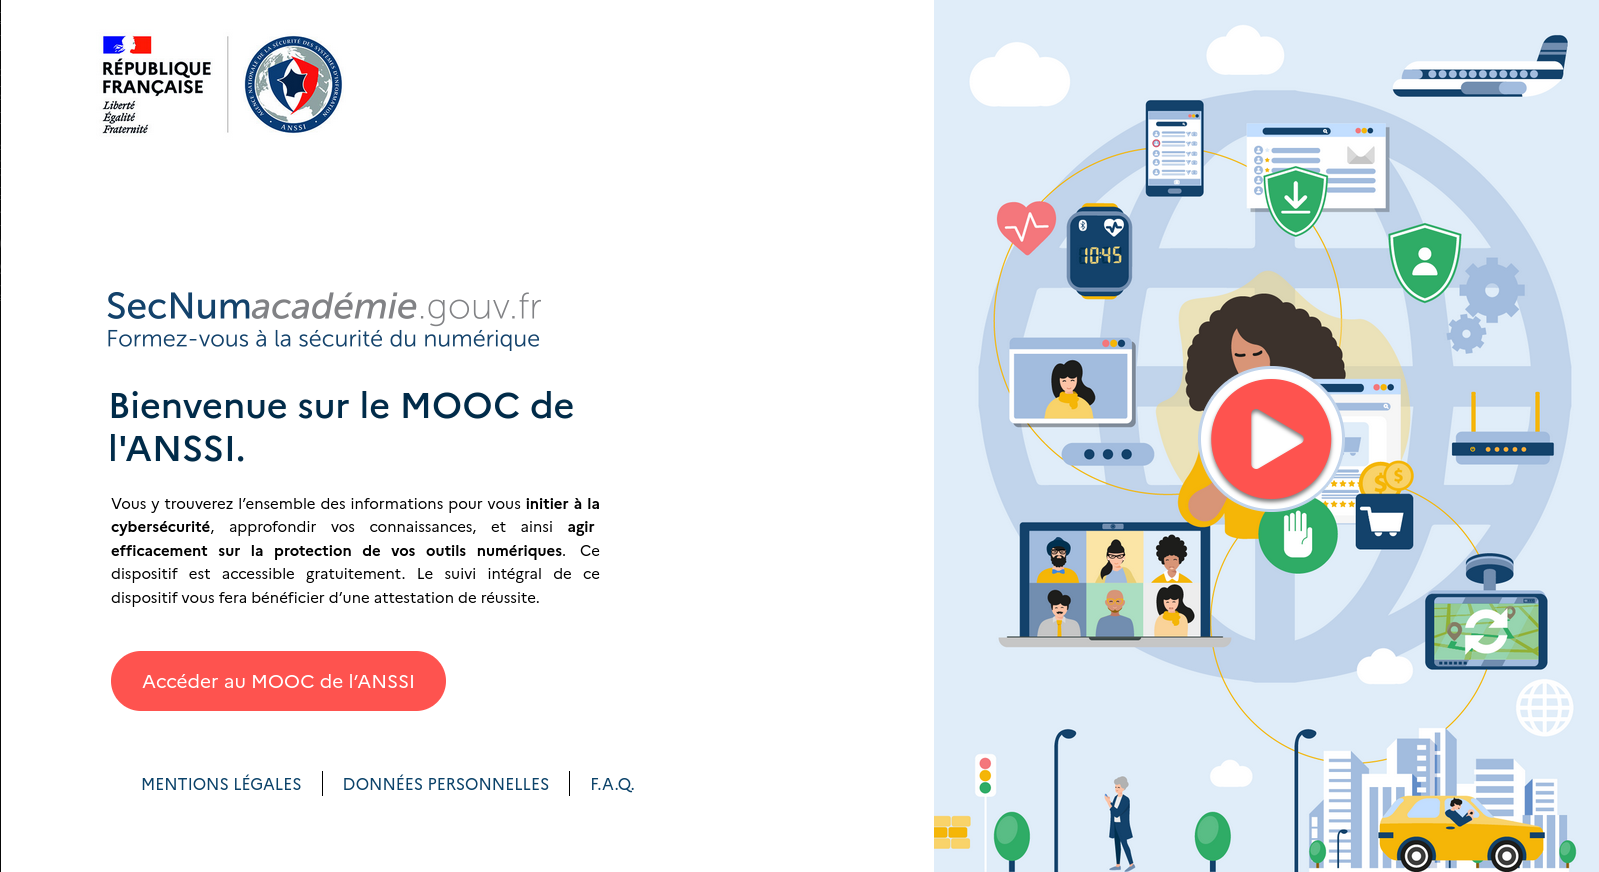 RÉPUBLIQUE
FRANÇAISE
Liberté
Égalité
Fraternité
AGENCE NATIONALE DE LA SÉCURITÉ DES SYSTÈMES D'INFORMATION
ANSSI
SecNumacadémie.gouv.fr
Formez-vous à la sécurité du numérique
Bienvenue sur le MOOC de
l'ANSSI.
Vous y trouverez l’ensemble des informations pour vous initier à la
cybersécurité, approfondir vos connaissances, et ainsi agir
efficacement sur la protection de vos outils numériques. Ce
dispositif est accessible gratuitement. Le suivi intégral de ce
dispositif vous fera bénéficier d’une attestation de réussite.
Accéder au MOOC de l’ANSSI
MENTIONS LÉGALES
DONNÉES PERSONNELLES
F.A.Q.
10:45
$
$